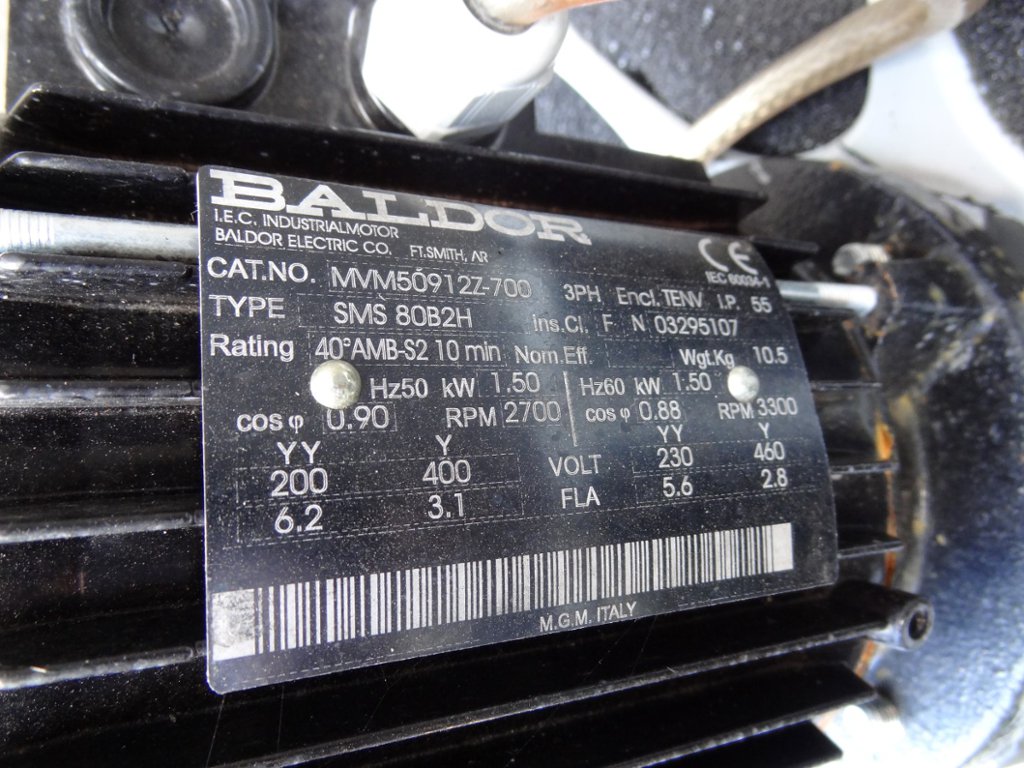 BALDOR
I.E.C. INDUSTRIALMOTOR
BALDOR ELECTRIC CO. FT.SMITH, AR
CE
IEC 60034-1
CAT.NO. MVM50912Z-700 3PH Encl.TENV I.P. 55
TYPE SMS 80B2H ins.Cl. F N 03295107
Rating 40°AMB-S2 10 min Nom.Eff. Wgt.Kg 10.5
Hz50 kW 1.50 Hz60 kW 1.50
cos φ 0.90 RPM 2700 cos φ 0.88 RPM 3300
YY Y YY Y
200 400 VOLT 230 460
6.2 3.1 FLA 5.6 2.8
M.G.M. ITALY